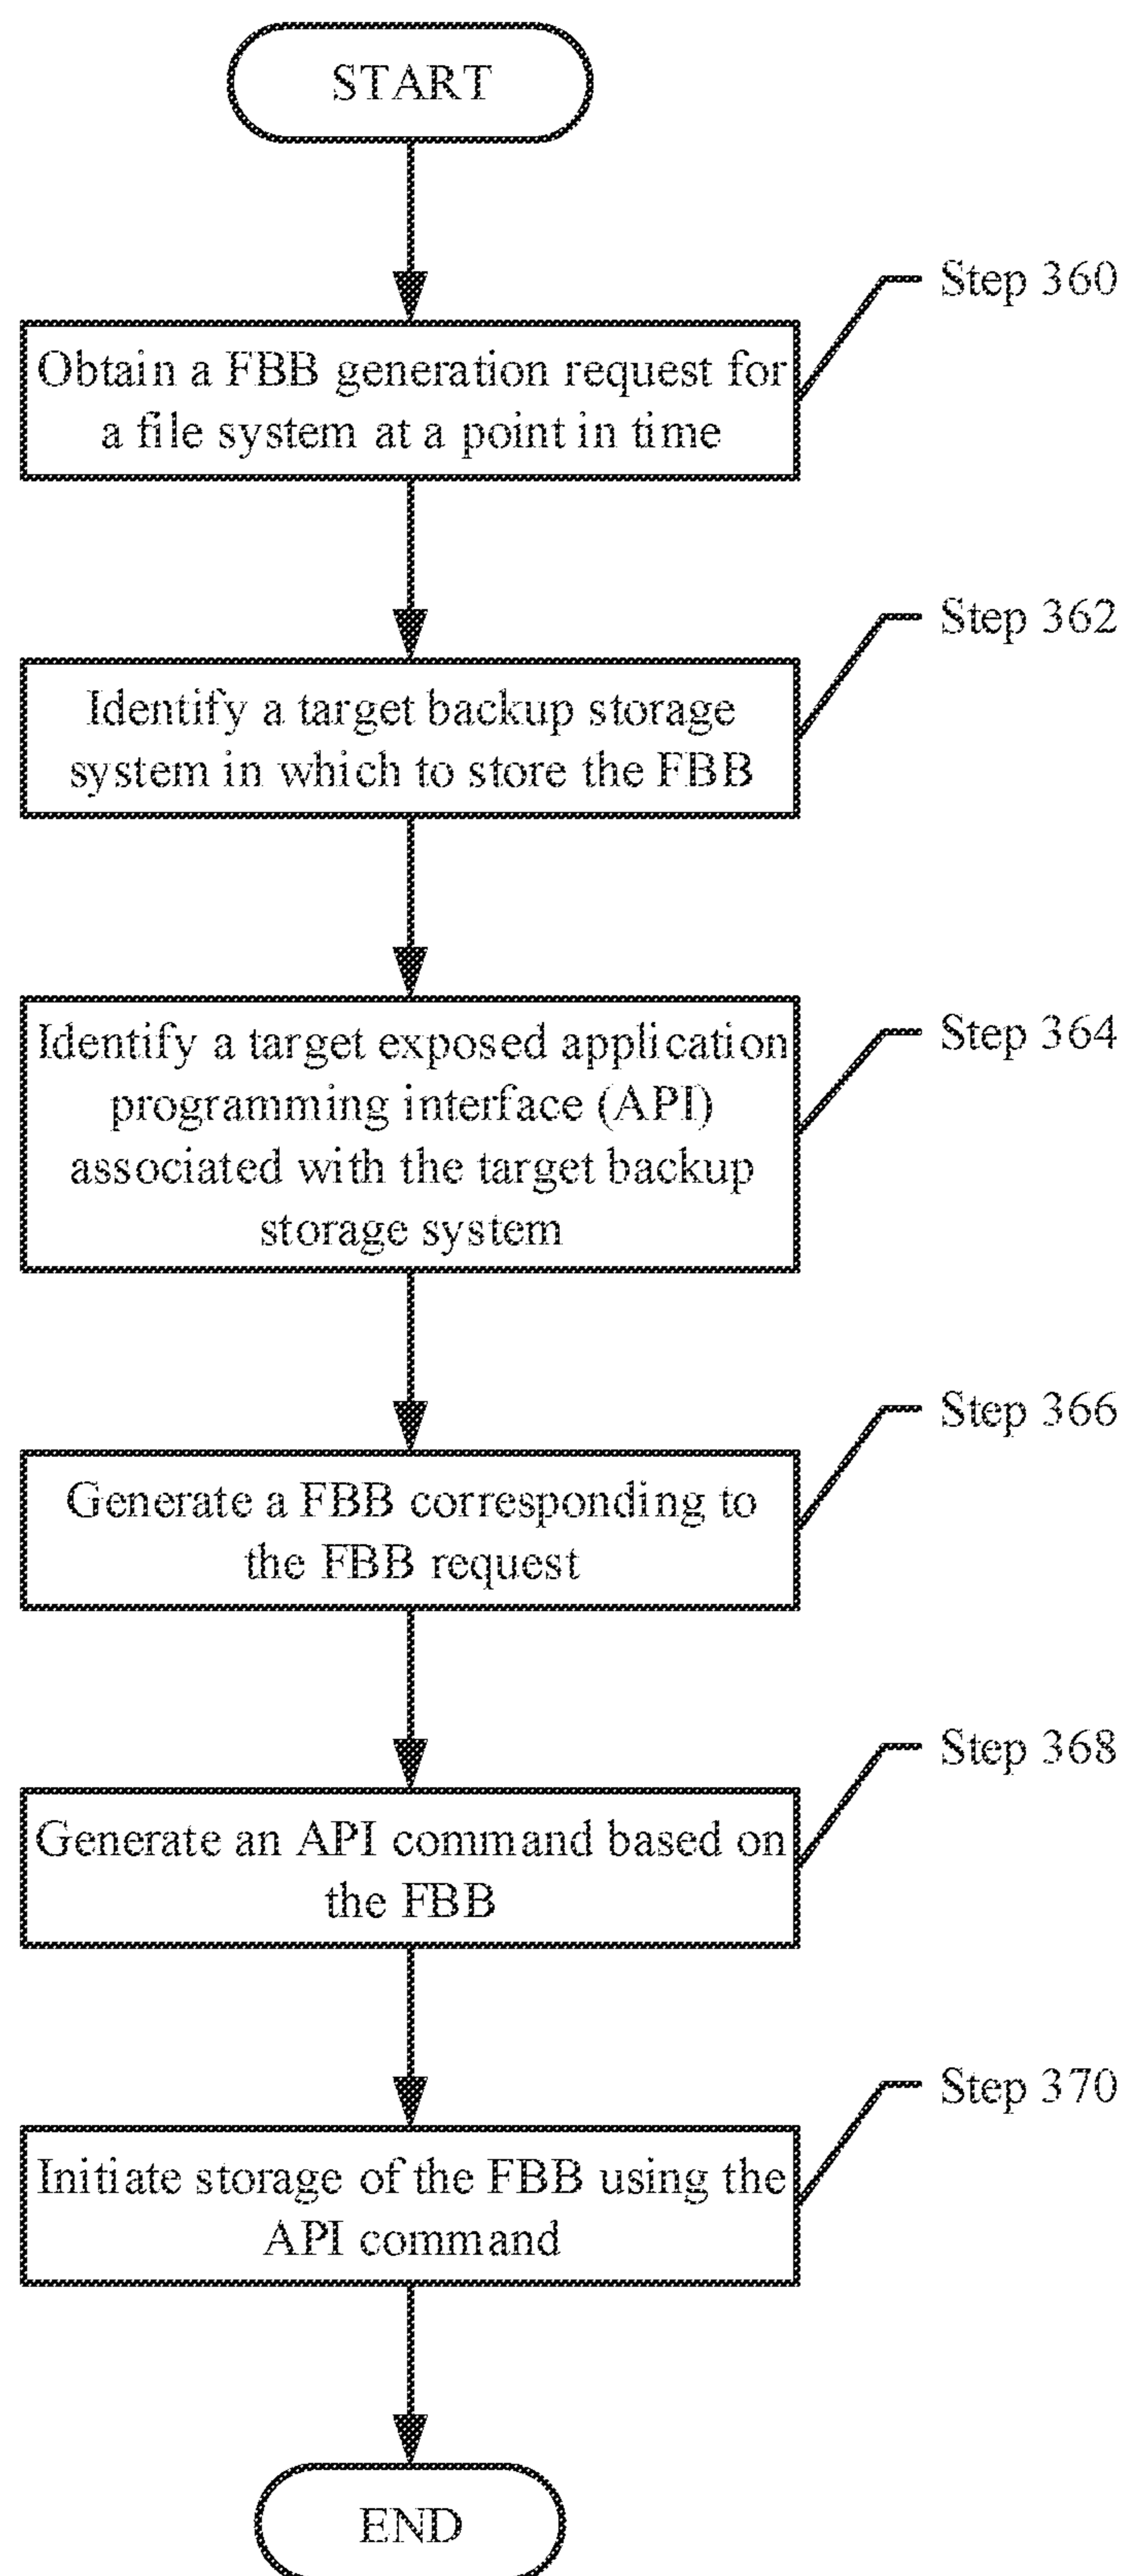 START
Step 360
Obtain a FBB generation request for
a file system at a point in time
Step 362
Identify a target backup storage
system in which to store the FBB
Step 364
Identify a target exposed application
programming interface (API)
associated with the target backup
storage system
Step 366
Generate a FBB corresponding to
the FBB request
Step 368
Generate an API command based on
the FBB
Step 370
Initiate storage of the FBB using the
API command
END